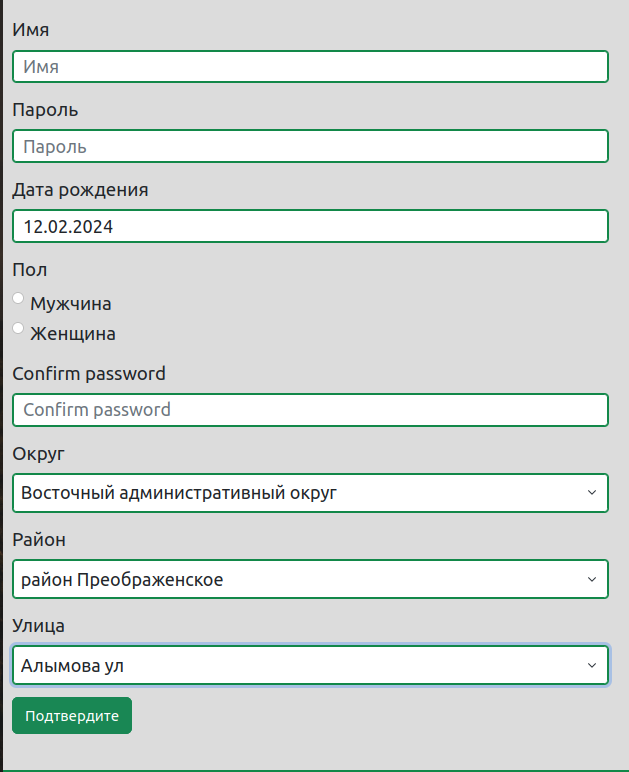 Имя
Имя
Пароль
Пароль
Дата рождения
12.02.2024
Пол
Мужчина
Женщина
Confirm password
Confirm password
Округ
Восточный административный округ
Район
район Преображенское
Улица
Алымова ул
Подтвердите